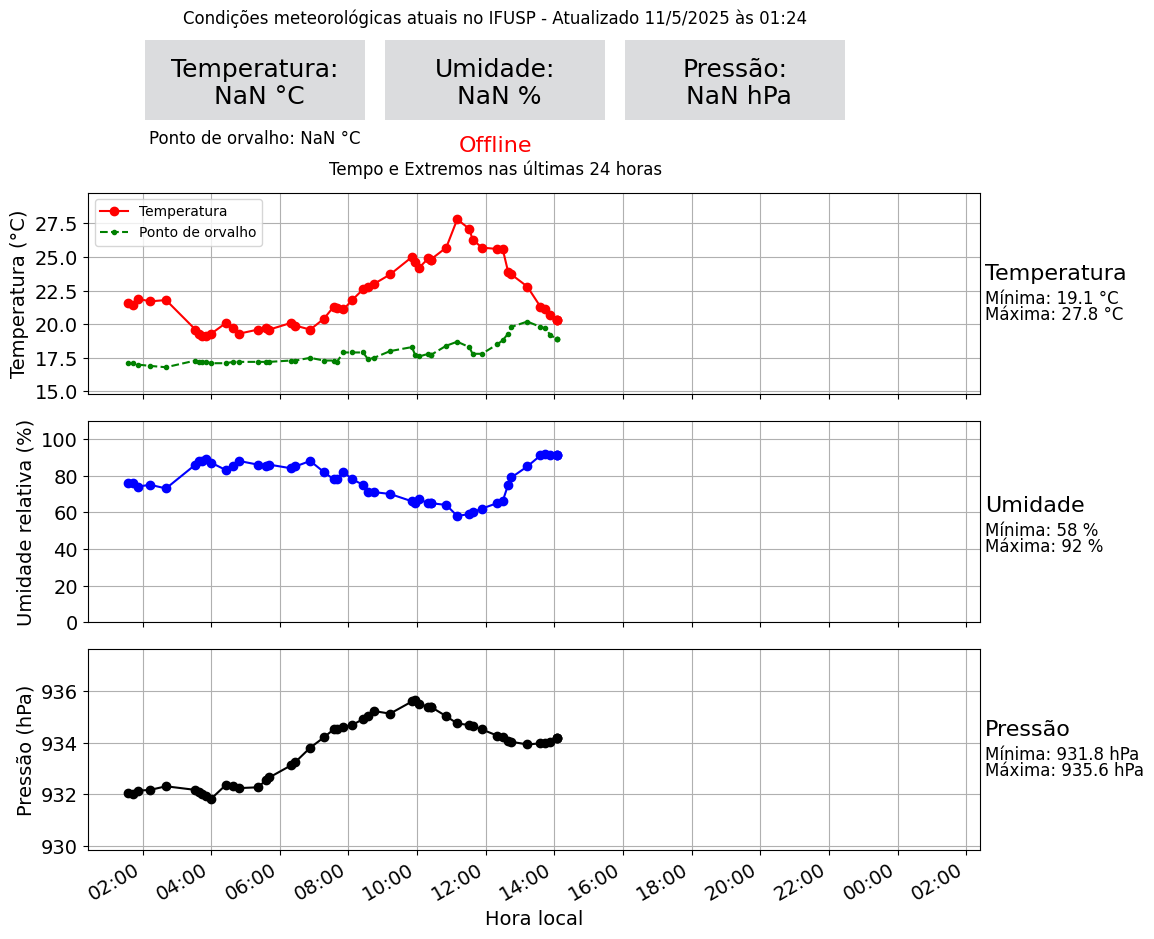 Condições meteorológicas atuais no IFUSP - Atualizado 11/5/2025 às 01:24
Temperatura:
NaN °C
Umidade:
NaN %
Pressão:
NaN hPa
Ponto de orvalho: NaN °C
Offline
Tempo e Extremos nas últimas 24 horas
Temperatura (°C)
27.5
25.0
22.5
20.0
17.5
15.0
Temperatura
Ponto de orvalho
Temperatura
Mínima: 19.1 °C
Máxima: 27.8 °C
Umidade relativa (%)
100
80
60
40
20
0
Umidade
Mínima: 58 %
Máxima: 92 %
Pressão (hPa)
936
934
932
930
Pressão
Mínima: 931.8 hPa
Máxima: 935.6 hPa
02:00
04:00
06:00
08:00
10:00
12:00
14:00
16:00
18:00
20:00
22:00
00:00
02:00
Hora local